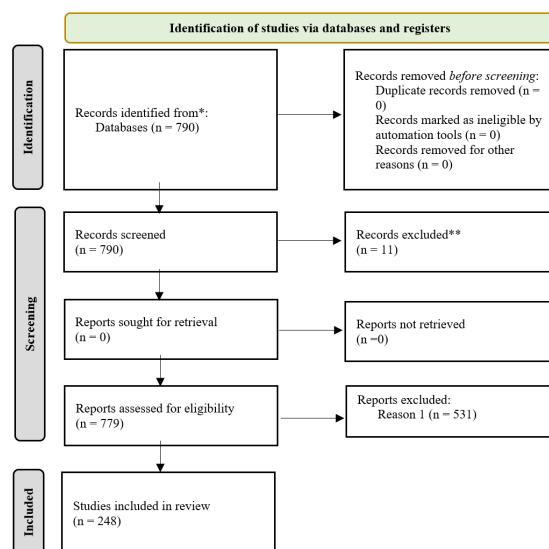 Identification of studies via databases and registers
Identification
Records identified from*:
Databases (n = 790)
Records removed before screening:
Duplicate records removed (n =
0)
Records marked as ineligible by
automation tools (n = 0)
Records removed for other
reasons (n = 0)
Screening
Records screened
(n = 790)
Records excluded**
(n = 11)
Reports sought for retrieval
(n = 0)
Reports not retrieved
(n =0)
Reports assessed for eligibility
(n = 779)
Reports excluded:
Reason 1 (n = 531)
Included
Studies included in review
(n = 248)